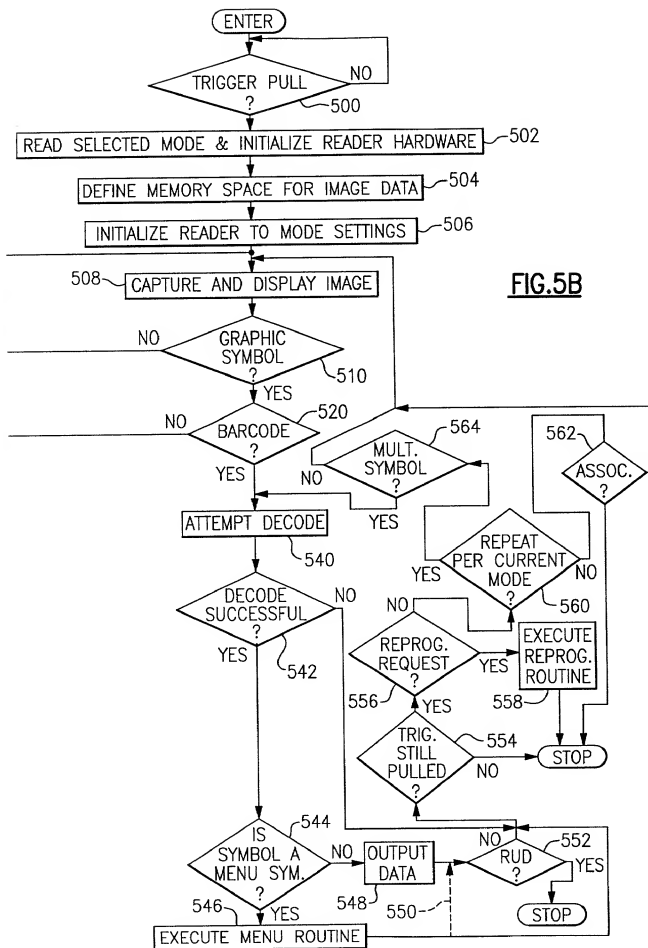 ENTER
TRIGGER PULL
?
NO
500
READ SELECTED MODE & INITIALIZE READER HARDWARE
502
DEFINE MEMORY SPACE FOR IMAGE DATA
504
INITIALIZE READER TO MODE SETTINGS
506
508
CAPTURE AND DISPLAY IMAGE
FIG.5B
NO
GRAPHIC
SYMBOL
?
510
YES
NO
BARCODE
?
520
YES
MULT.
SYMBOL
?
564
NO
YES
562
ASSOC.
?
ATTEMPT DECODE
540
REPEAT
PER CURRENT
MODE
?
YES
NO
560
DECODE
SUCCESSFUL
?
NO
YES
542
NO
REPROG.
REQUEST
?
YES
556
YES
EXECUTE
REPROG.
ROUTINE
558
TRIG.
STILL
PULLED
?
554
NO
STOP
IS
SYMBOL A
MENU SYM.
?
544
NO
YES
OUTPUT
DATA
548
550
NO
RUD
?
552
YES
STOP
546
EXECUTE MENU ROUTINE